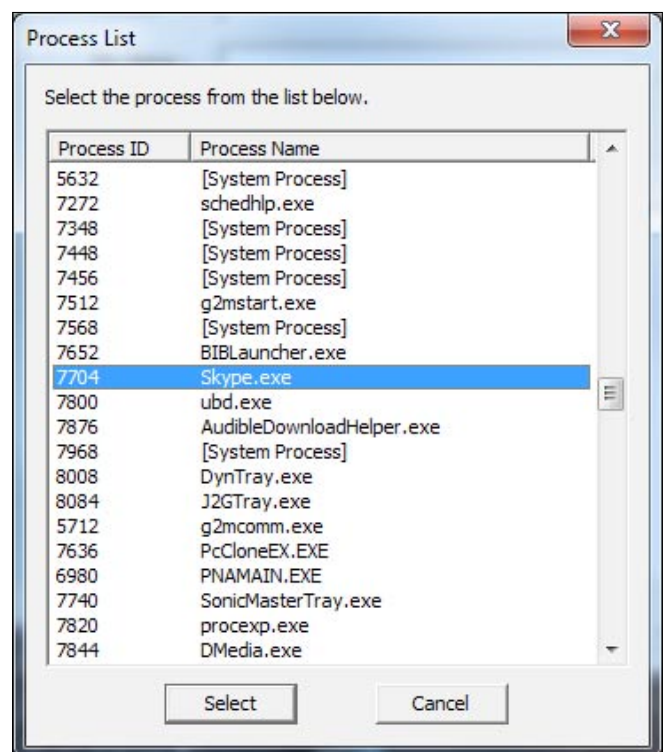 Process List
Select the process from the list below.
Process ID Process Name
5632 [System Process]
7272 schedhlp.exe
7348 [System Process]
7448 [System Process]
7456 [System Process]
7512 g2mstart.exe
7568 [System Process]
7652 BIBLauncher.exe
7704 Skype.exe
7800 ubd.exe
7876 AudibleDownloadHelper.exe
7968 [System Process]
8008 DynTray.exe
8084 J2GTray.exe
5712 g2mcomm.exe
7636 PcCloneEX.EXE
6980 PNAMAIN.EXE
7740 SonicMasterTray.exe
7820 procexp.exe
7844 DMedia.exe
Select Cancel